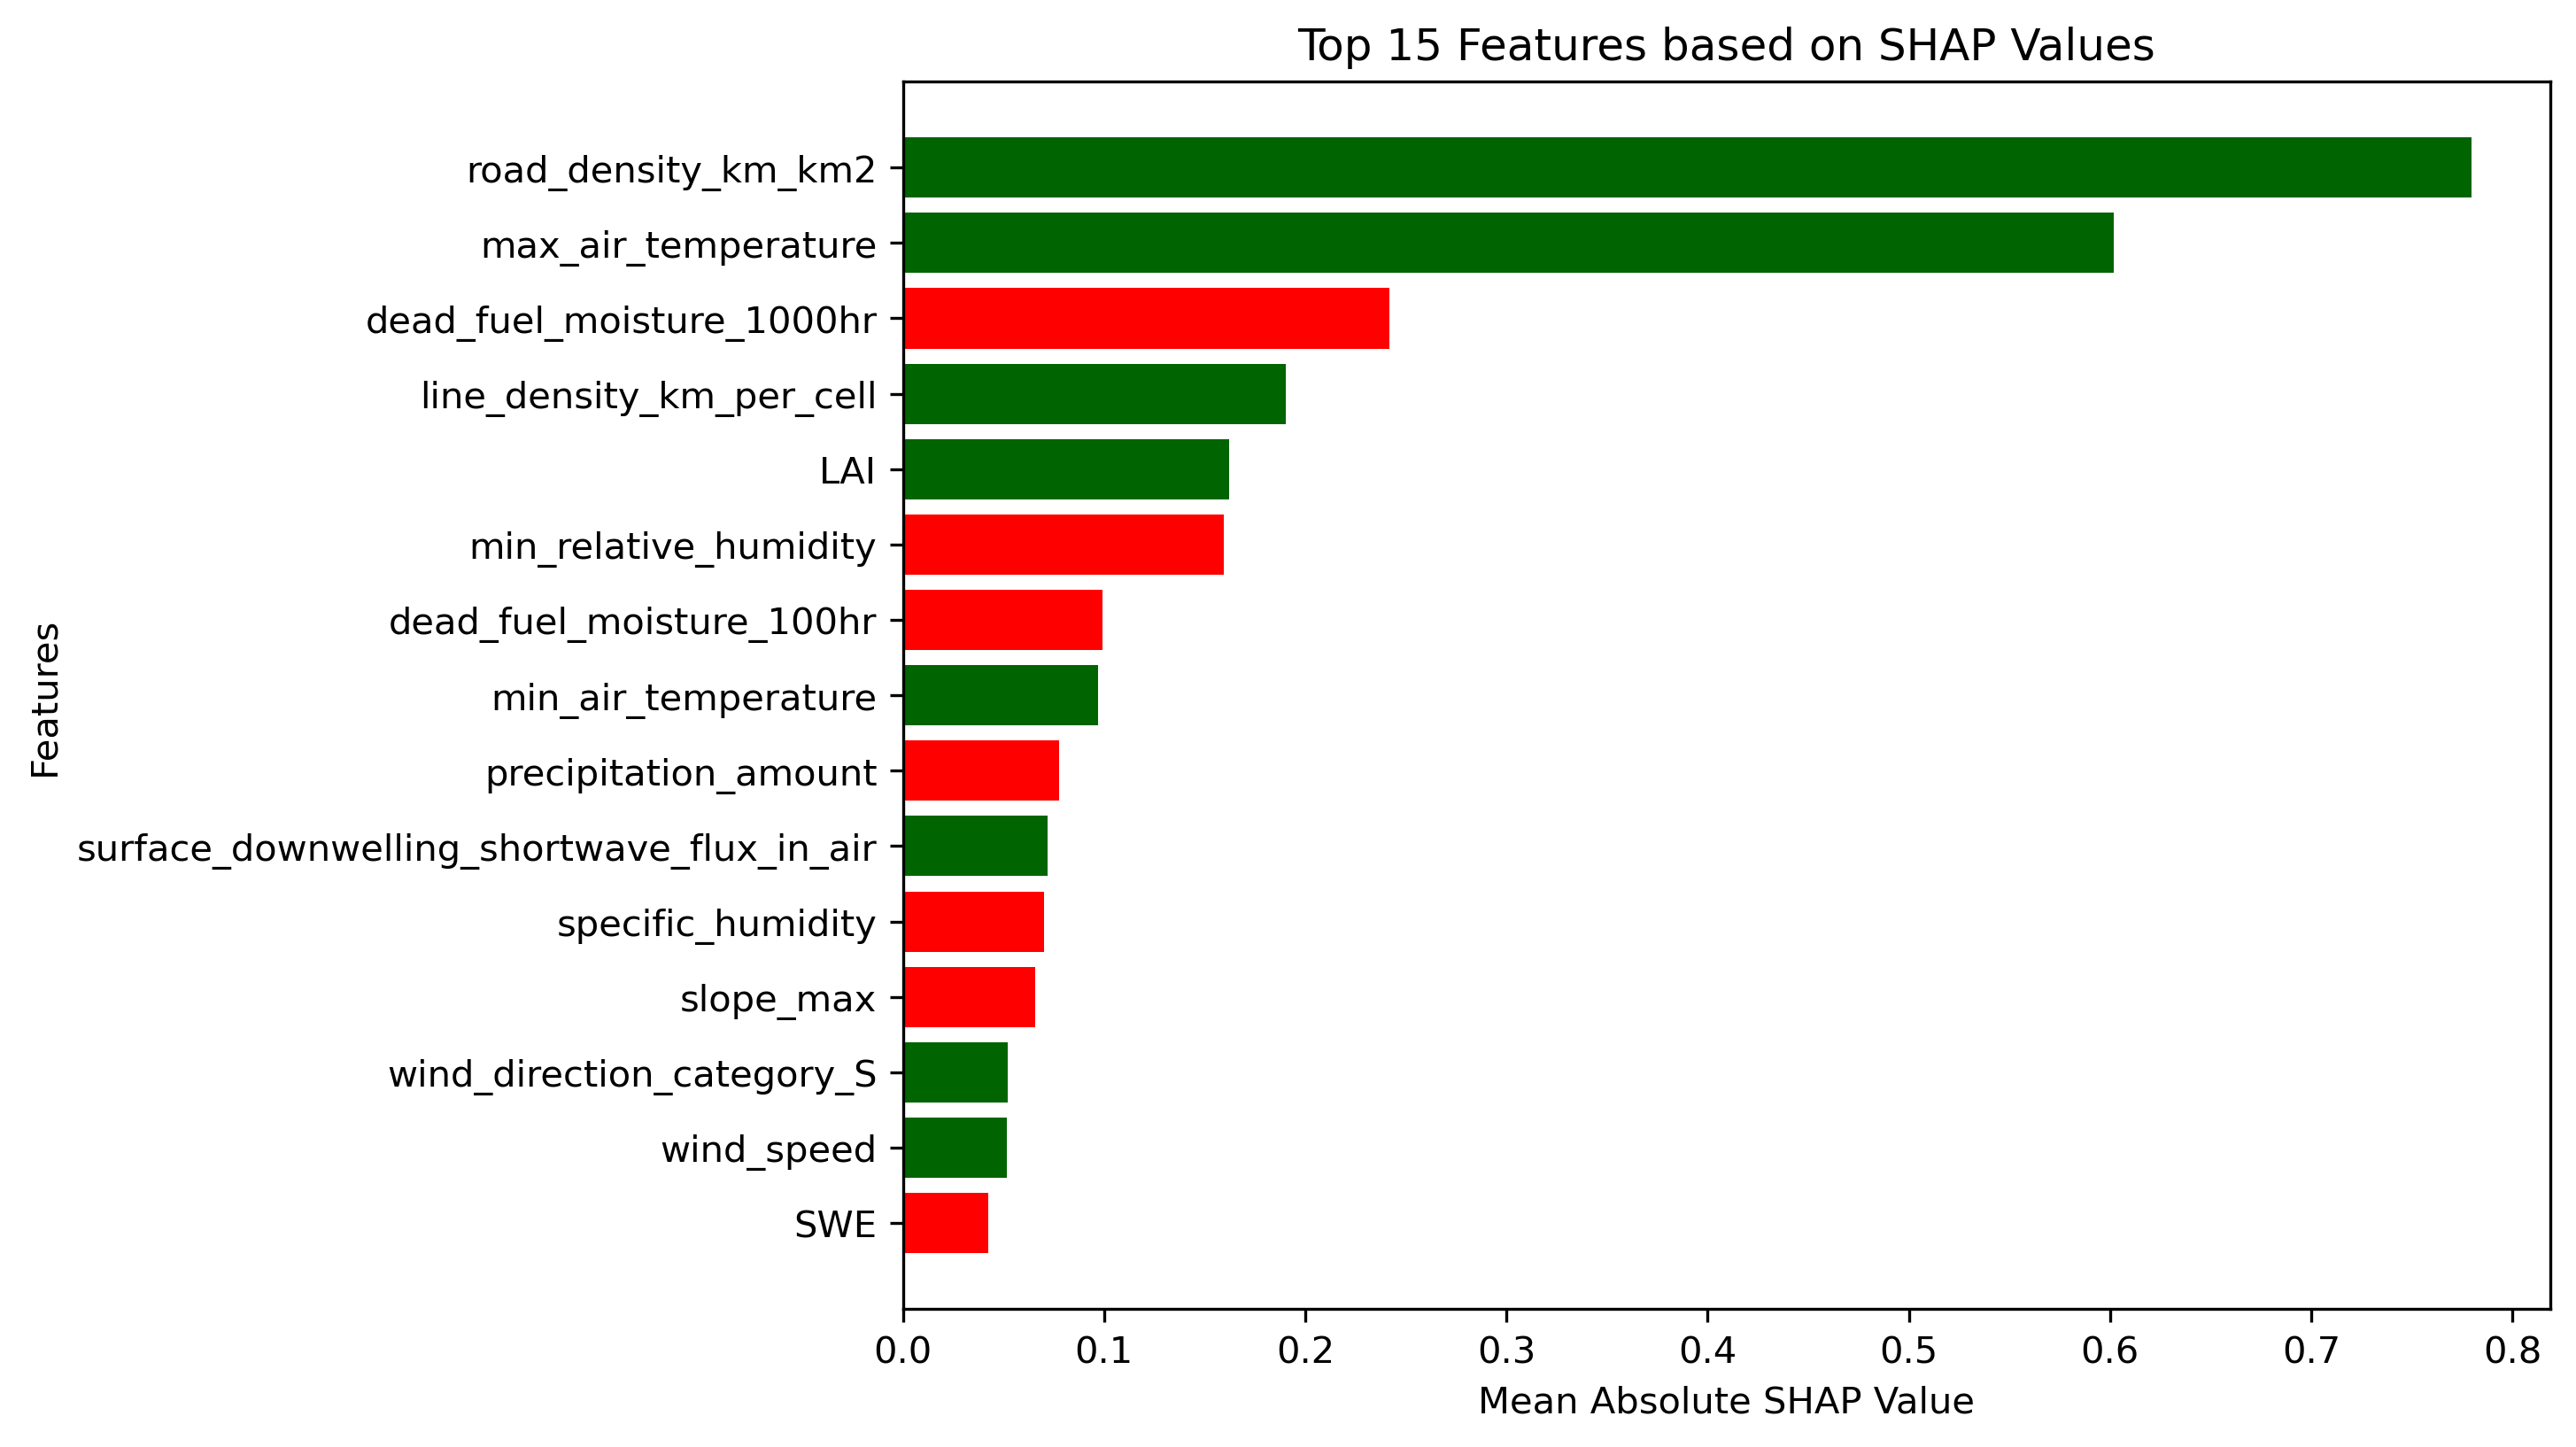 Top 15 Features based on SHAP Values
Features
road_density_km_km2
max_air_temperature
dead_fuel_moisture_1000hr
line_density_km_per_cell
LAI
min_relative_humidity
dead_fuel_moisture_100hr
min_air_temperature
precipitation_amount
surface_downwelling_shortwave_flux_in_air
specific_humidity
slope_max
wind_direction_category_S
wind_speed
SWE
0.0 0.1 0.2 0.3 0.4 0.5 0.6 0.7 0.8
Mean Absolute SHAP Value